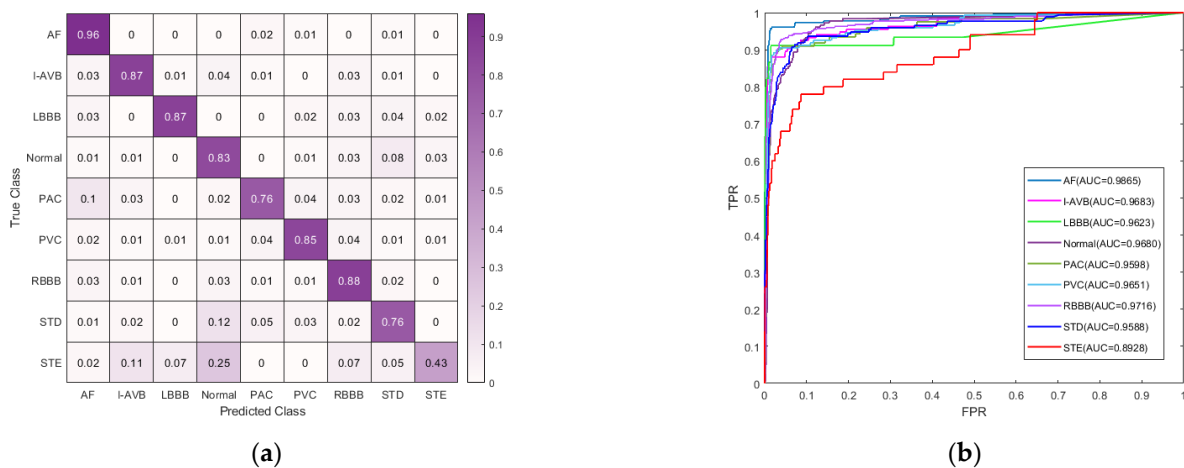 AF 0.96 0 0 0 0.02 0.01 0 0.01 0
I-AVB 0.03 0.87 0.01 0.04 0.01 0 0.03 0.01 0
LBBB 0.03 0 0.87 0 0 0.02 0.03 0.04 0.02
Normal 0.01 0.01 0 0.83 0 0.01 0.03 0.08 0.03
PAC 0.1 0.03 0 0.02 0.76 0.04 0.03 0.02 0.01
PVC 0.02 0.01 0.01 0.01 0.04 0.85 0.04 0.01 0.01
RBBB 0.03 0.01 0 0.03 0.01 0.01 0.88 0.02 0
STD 0.01 0.02 0 0.12 0.05 0.03 0.02 0.76 0
STE 0.02 0.11 0.07 0.25 0 0 0.07 0.05 0.43
AF I-AVB LBBB Normal PAC PVC RBBB STD STE
Predicted Class
True Class
0.9
0.8
0.7
0.6
0.5
0.4
0.3
0.2
0.1
0
(a)
1
0.9
0.8
0.7
0.6
0.5
0.4
0.3
0.2
0.1
0
TPR
AF(AUC=0.9865)
I-AVB(AUC=0.9683)
LBBB(AUC=0.9623)
Normal(AUC=0.9680)
PAC(AUC=0.9598)
PVC(AUC=0.9651)
RBBB(AUC=0.9716)
STD(AUC=0.9588)
STE(AUC=0.8928)
0 0.1 0.2 0.3 0.4 0.5 0.6 0.7 0.8 0.9 1
FPR
(b)